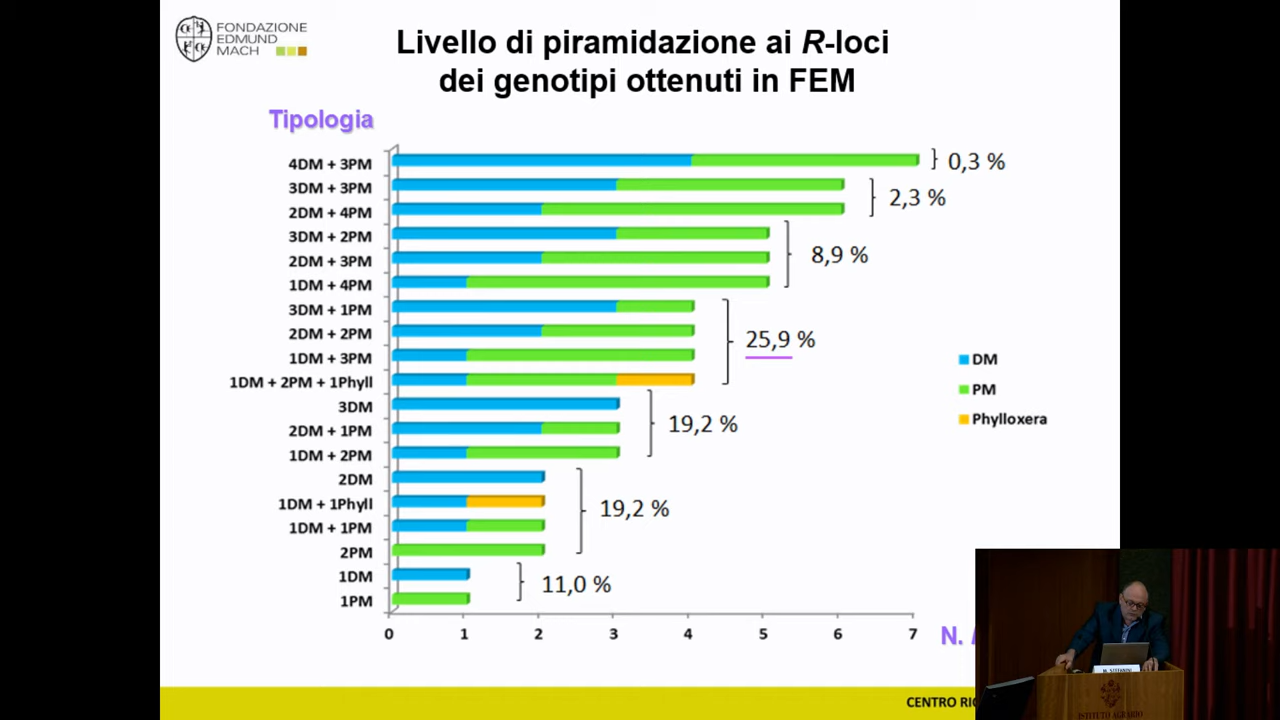 FONDAZIONE
EDMUND
MACH
Livello di piramidazione ai R-loci
dei genotipi ottenuti in FEM
Tipologia
4DM + 3PM
0,3 %
3DM + 3PM
2DM + 4PM
2,3 %
3DM + 2PM
2DM + 3PM
1DM + 4PM
8,9 %
3DM + 1PM
2DM + 2PM
1DM + 3PM
1DM + 2PM + 1Phyll
25,9 %
3DM
2DM + 1PM
1DM + 2PM
19,2 %
2DM
1DM + 1Phyll
1DM + 1PM
2PM
19,2 %
1DM
1PM
11,0 %
DM
PM
Phylloxera
0 1 2 3 4 5 6 7
N.
CENTRO
M. STEFANINI
ISTITUTO AGRARIO